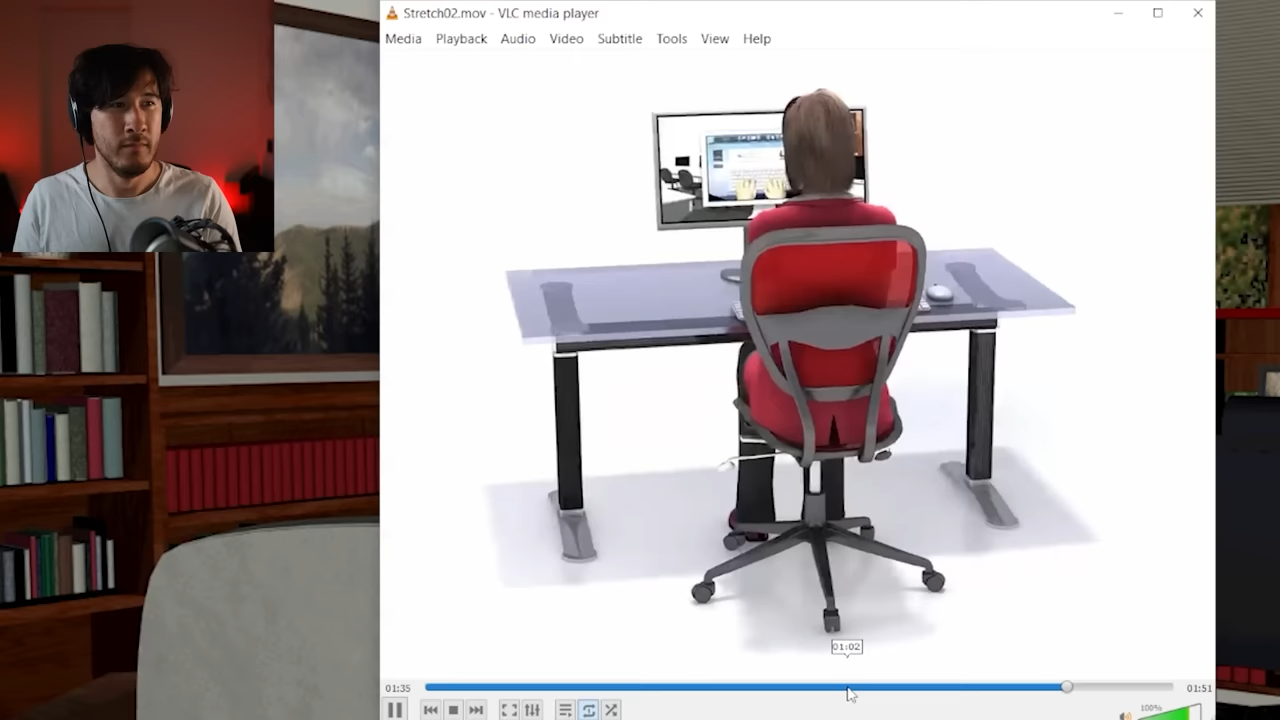 Stretch02.mov - VLC media player
Media Playback Audio Video Subtitle Tools View Help
01:02
01:35
01:51
100%